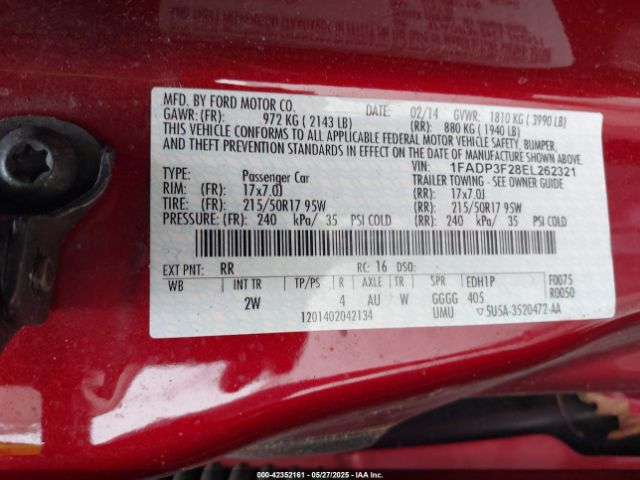 MFD. BY FORD MOTOR CO.
DATE: 02/14 GVWR: 1810 KG ( 3990 LB)
GAWR: (FR): 972 KG ( 2143 LB) (RR): 880 KG ( 1940 LB)
THIS VEHICLE CONFORMS TO ALL APPLICABLE FEDERAL MOTOR VEHICLE SAFETY, BUMPER,
AND THEFT PREVENTION STANDARDS IN EFFECT ON THE DATE OF MANUFACTURE SHOWN ABOVE.
VIN: 1FADP3F28EL262321
TYPE: Passenger Car TRAILER TOWING - SEE OWNER GUIDE
RIM: (FR): 17x7.0J (RR): 17x7.0J
TIRE: (FR): 215/50R17 95W (RR): 215/50R17 95W
PRESSURE: (FR): 240 kPa/ 35 PSI COLD (RR): 240 kPa/ 35 PSI COLD
EXT PNT: RR RC: 16 DSO:
WB INT TR TP/PS R AXLE TR SPR EDH1P F0075
2W 4 AU W GGGG 405 R0050
1201402042134 UMU ▽5U5A-3520472-AA
000-42352161 - 05/27/2025 - IAAI.COM